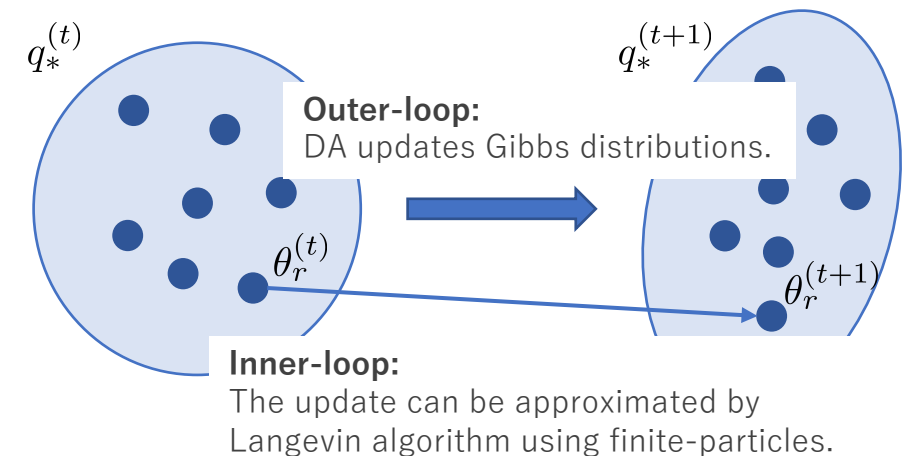 q_*^{(t)}
q_*^{(t+1)}
Outer-loop:
DA updates Gibbs distributions.
θ_r^{(t)}
θ_r^{(t+1)}
Inner-loop:
The update can be approximated by
Langevin algorithm using finite-particles.